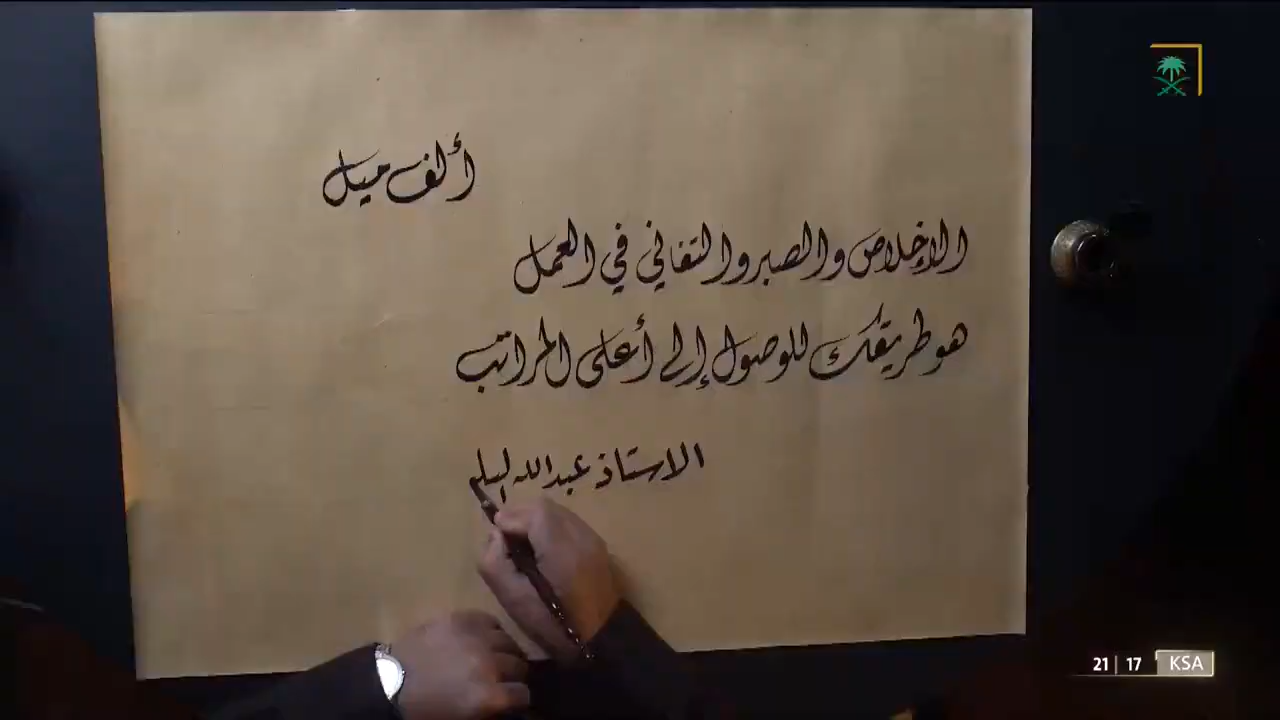 ألف ميل
الإخلاص والصبر والتفاني في العمل
هو طريقك للوصول إلى أعلى المراتب
الاستاذ عبدالله
21 | 17 KSA